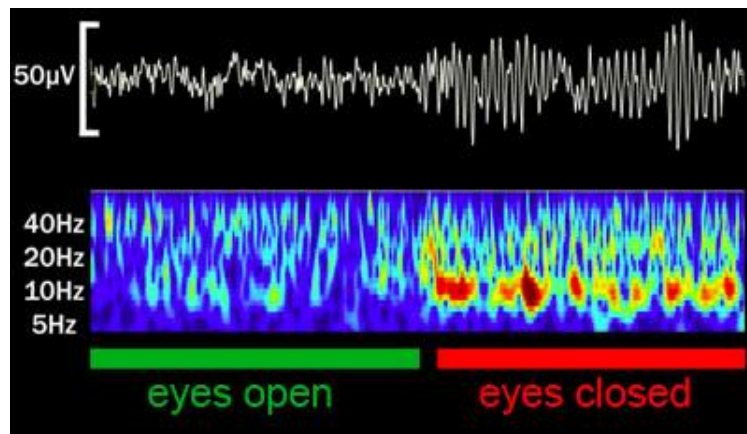 50μV
40Hz
20Hz
10Hz
5Hz
eyes open
eyes closed